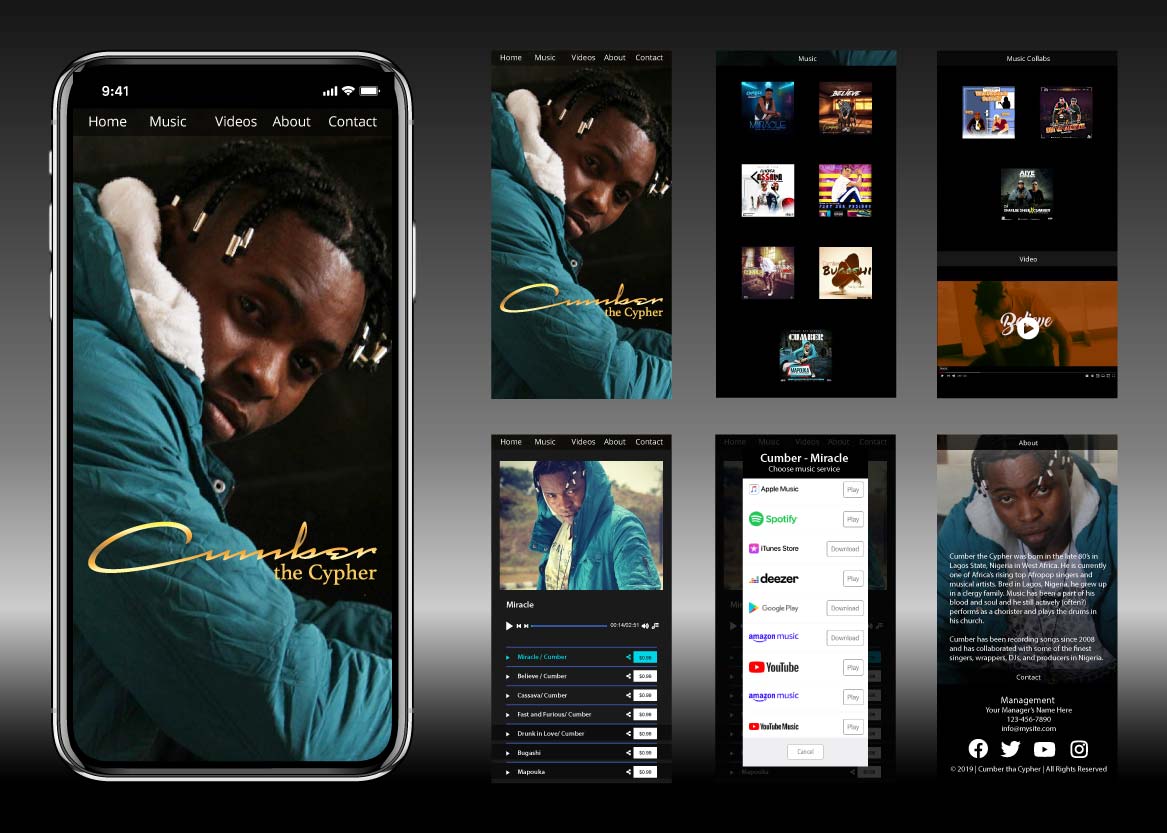 9:41
Home Music Videos About Contact
Cumber
the Cypher
Home Music Videos About Contact
Cumber
the Cypher
Music
MIRACLE
BELIEVE
CUMBER
MAPOUKA
Music Collabs
AIYE
Video
Believe
Home Music Videos About Contact
Miracle
00:14/02:51
Miracle / Cumber $0.99
Believe / Cumber $0.99
Cassava/ Cumber $0.99
Fast and Furious/ Cumber $0.99
Drunk in Love/ Cumber $0.99
Bugashi $0.99
Mapouka $0.99
Home Music Videos About Contact
Cumber - Miracle
Choose music service
Apple Music Play
Spotify Play
iTunes Store Download
deezer Play
Google Play Download
amazon music Download
YouTube Play
amazon music Play
YouTube Music Play
Cancel
Mapouka
About
Cumber the Cypher was born in the late 80's in
Lagos State, Nigeria in West Africa. He is currently
one of Africa's rising top Afropop singers and
musical artists. Bred in Lagos, Nigeria, he grew up
in a clergy family. Music has been a part of his
blood and soul and he still actively (often?)
performs as a chorister and plays the drums in
his church.
Cumber has been recording songs since 2008
and has collaborated with some of the finest
singers, wrappers, DJs, and producers in Nigeria.
Contact
Management
Your Manager's Name Here
123-456-7890
info@mysite.com
© 2019 | Cumber tha Cypher | All Rights Reserved